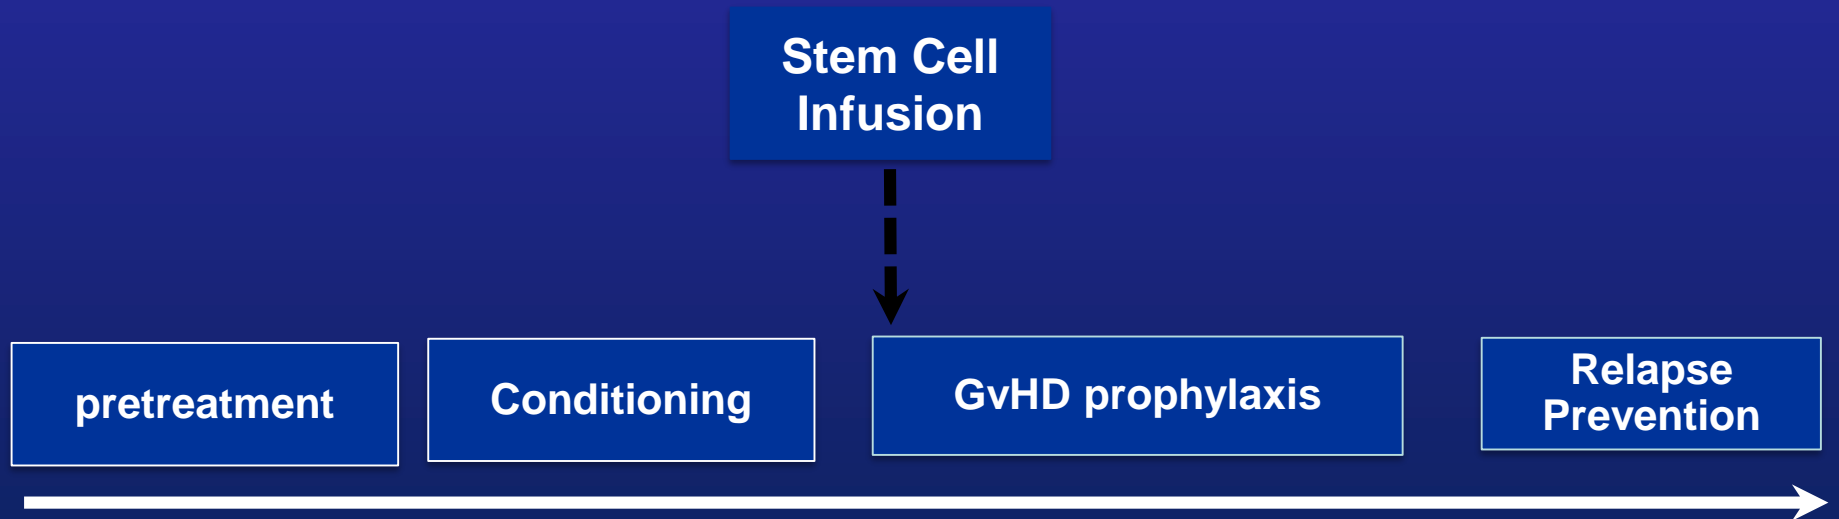 Stem Cell
Infusion
pretreatment
Conditioning
GvHD prophylaxis
Relapse
Prevention